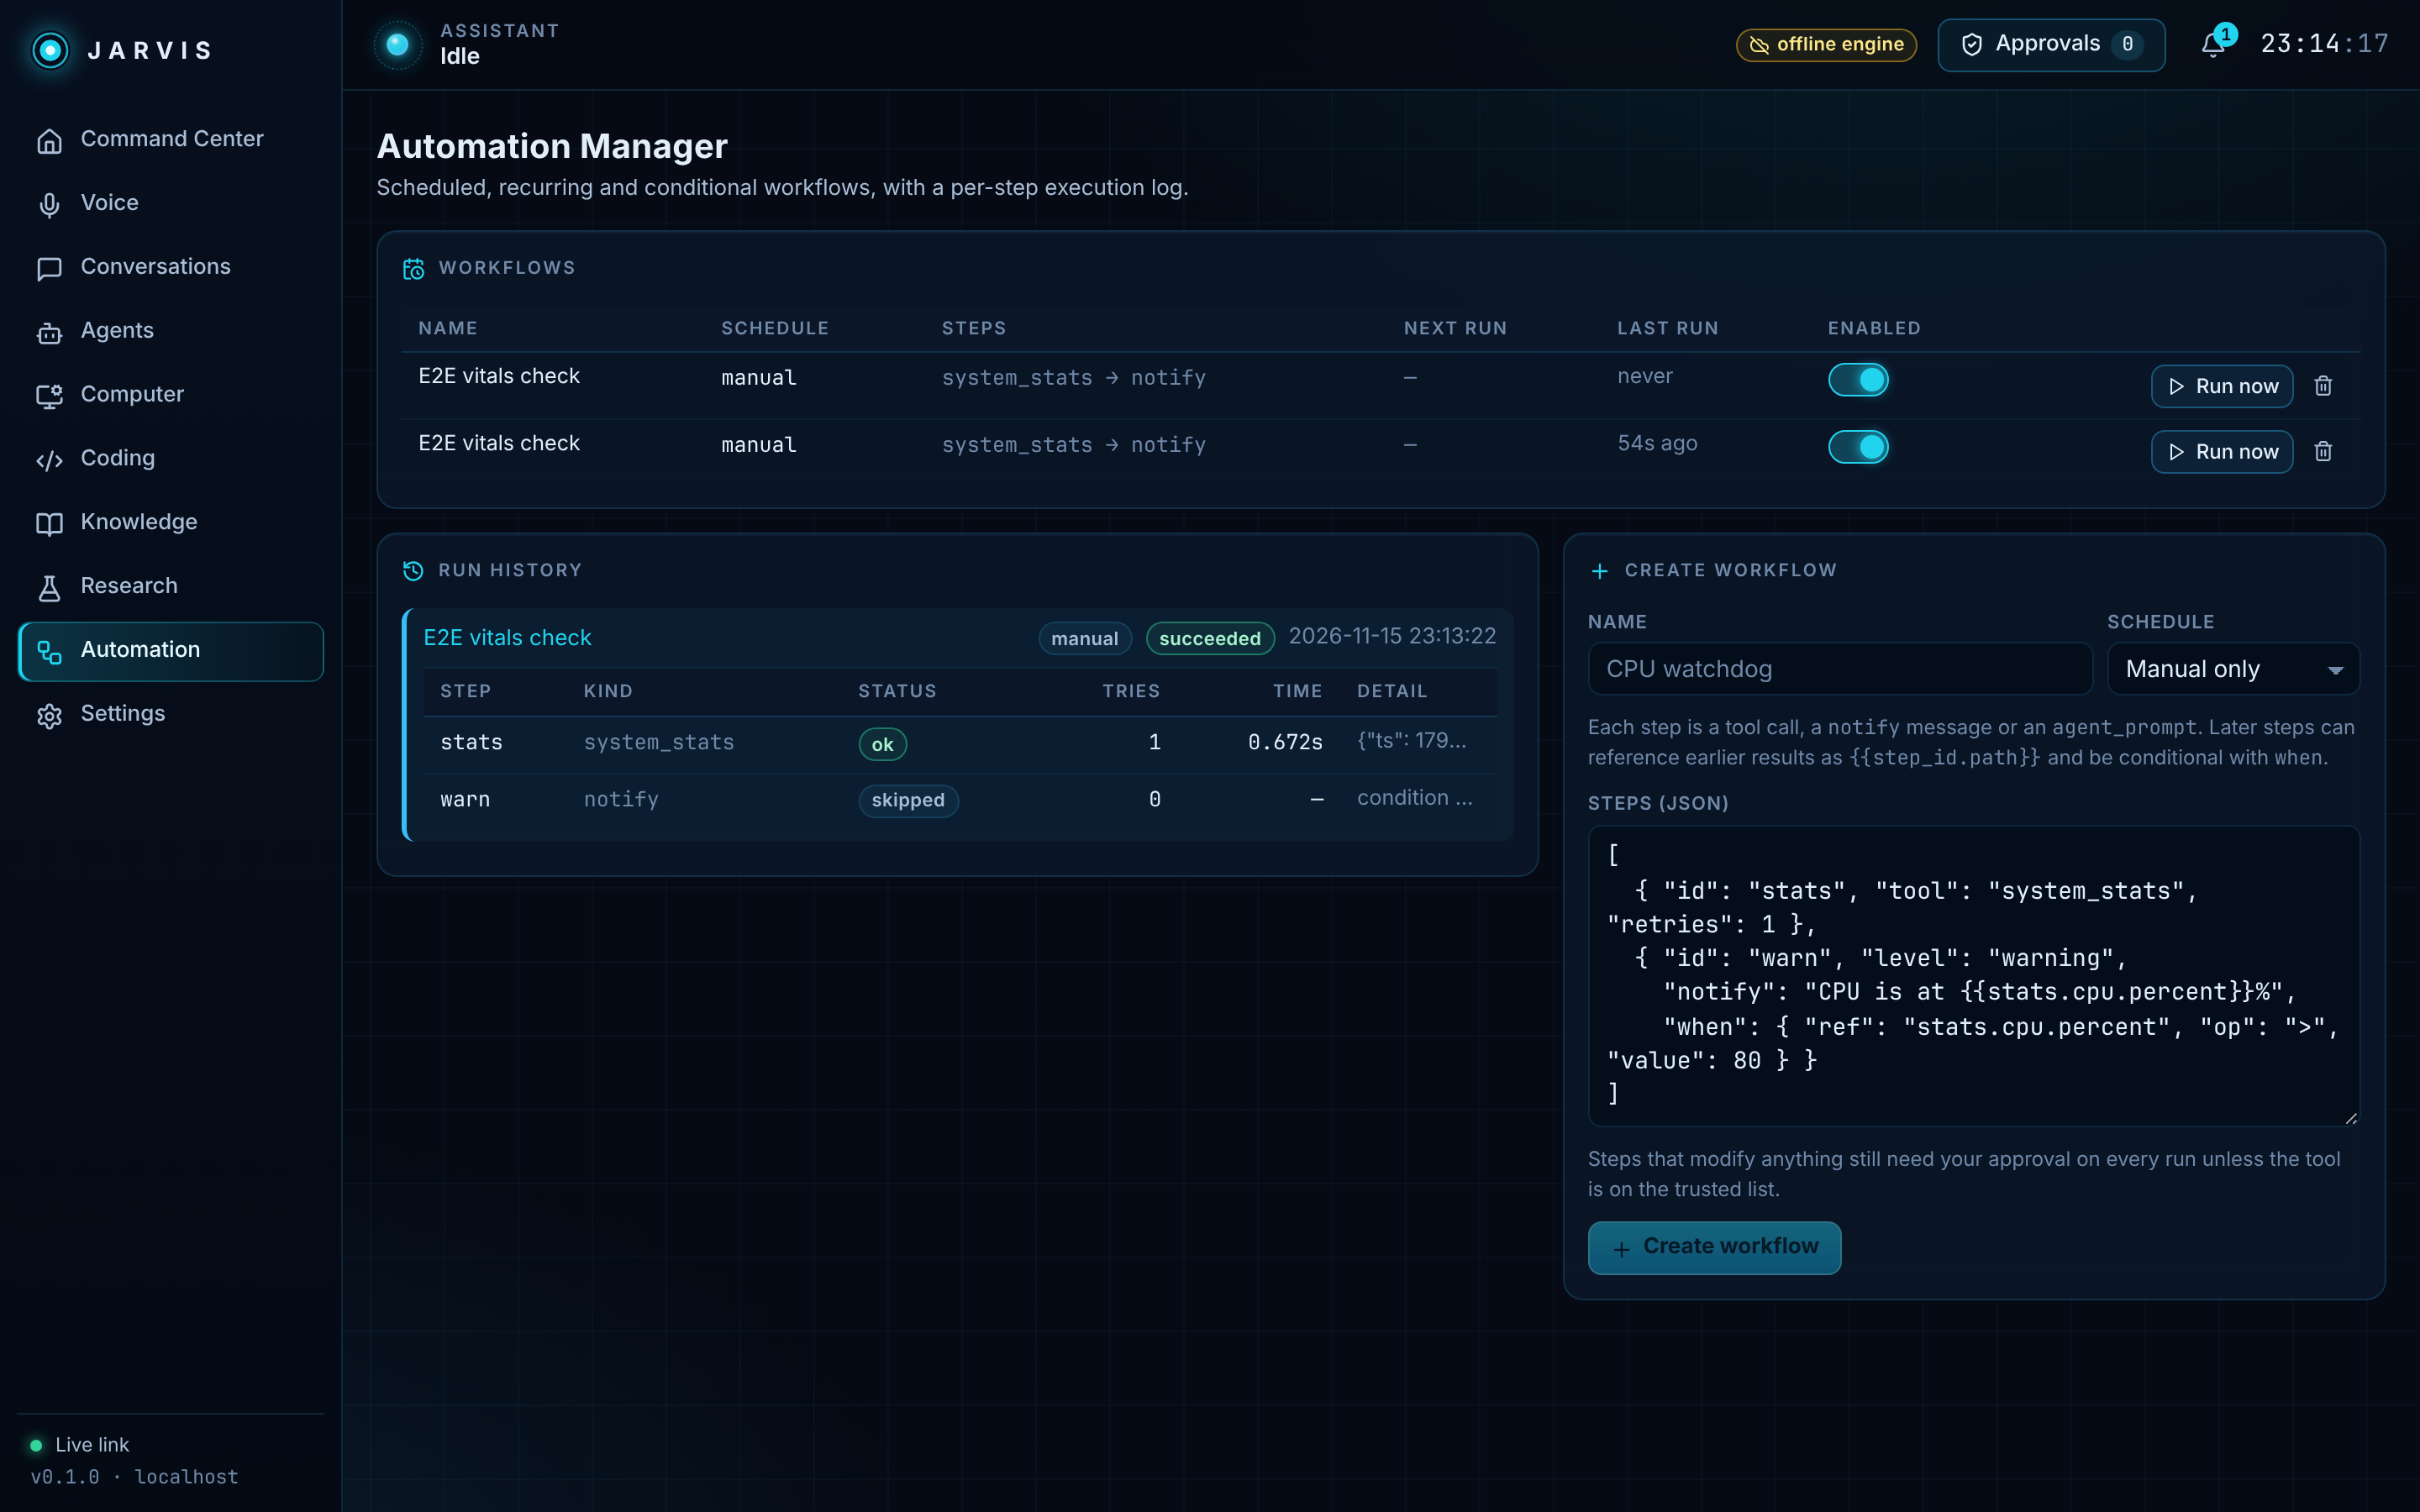 JARVIS
Command Center
Voice
Conversations
Agents
Computer
Coding
Knowledge
Research
Automation
Settings
Live link
v0.1.0 · localhost
ASSISTANT
Idle
offline engine
Approvals 0
1
23:14:17
Automation Manager
Scheduled, recurring and conditional workflows, with a per-step execution log.
WORKFLOWS
NAME SCHEDULE STEPS NEXT RUN LAST RUN ENABLED
E2E vitals check manual system_stats → notify — never Run now
E2E vitals check manual system_stats → notify — 54s ago Run now
RUN HISTORY
E2E vitals check manual succeeded 2026-11-15 23:13:22
STEP KIND STATUS TRIES TIME DETAIL
stats system_stats ok 1 0.672s {"ts": 179...
warn notify skipped 0 — condition ...
CREATE WORKFLOW
NAME SCHEDULE
CPU watchdog Manual only
Each step is a tool call, a notify message or an agent_prompt. Later steps can
reference earlier results as {{step_id.path}} and be conditional with when.
STEPS (JSON)
[
{ "id": "stats", "tool": "system_stats",
"retries": 1 },
{ "id": "warn", "level": "warning",
"notify": "CPU is at {{stats.cpu.percent}}%",
"when": { "ref": "stats.cpu.percent", "op": ">",
"value": 80 } }
]
Steps that modify anything still need your approval on every run unless the tool
is on the trusted list.
+ Create workflow